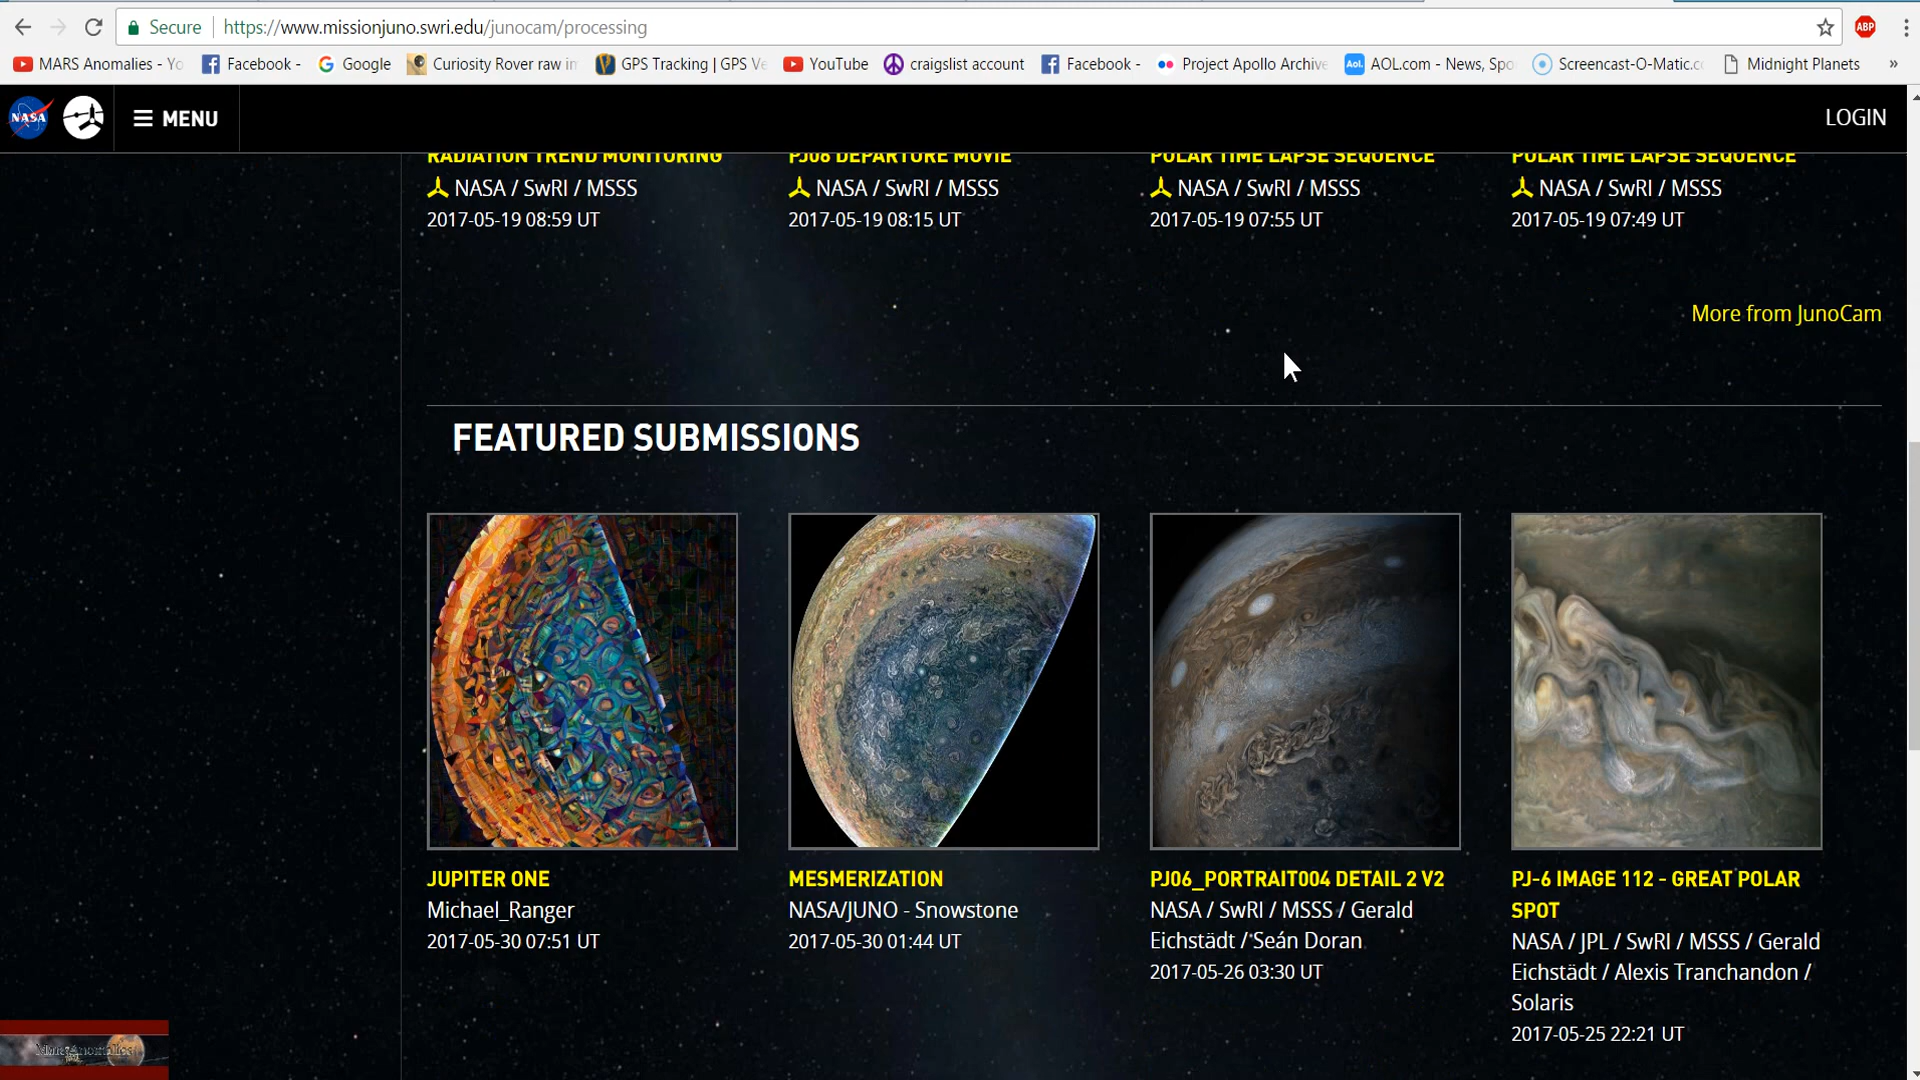 Secure https://www.missionjuno.swri.edu/junocam/processing
ABP
MARS Anomalies - Yo Facebook - Google Curiosity Rover raw im GPS Tracking | GPS Ve YouTube craigslist account Facebook - Project Apollo Archive Aol. AOL.com - News, Spo Screencast-O-Matic.co Midnight Planets »
NASA MENU LOGIN
RADIATION TREND MONITORING PJ06 DEPARTURE MOVIE POLAR TIME LAPSE SEQUENCE POLAR TIME LAPSE SEQUENCE
NASA / SwRI / MSSS NASA / SwRI / MSSS NASA / SwRI / MSSS NASA / SwRI / MSSS
2017-05-19 08:59 UT 2017-05-19 08:15 UT 2017-05-19 07:55 UT 2017-05-19 07:49 UT
More from JunoCam
FEATURED SUBMISSIONS
JUPITER ONE
Michael_Ranger
2017-05-30 07:51 UT
MESMERIZATION
NASA/JUNO - Snowstone
2017-05-30 01:44 UT
PJ06_PORTRAIT004 DETAIL 2 V2
NASA / SwRI / MSSS / Gerald
Eichstädt / Seán Doran
2017-05-26 03:30 UT
PJ-6 IMAGE 112 - GREAT POLAR
SPOT
NASA / JPL / SwRI / MSSS / Gerald
Eichstädt / Alexis Tranchandon /
Solaris
2017-05-25 22:21 UT